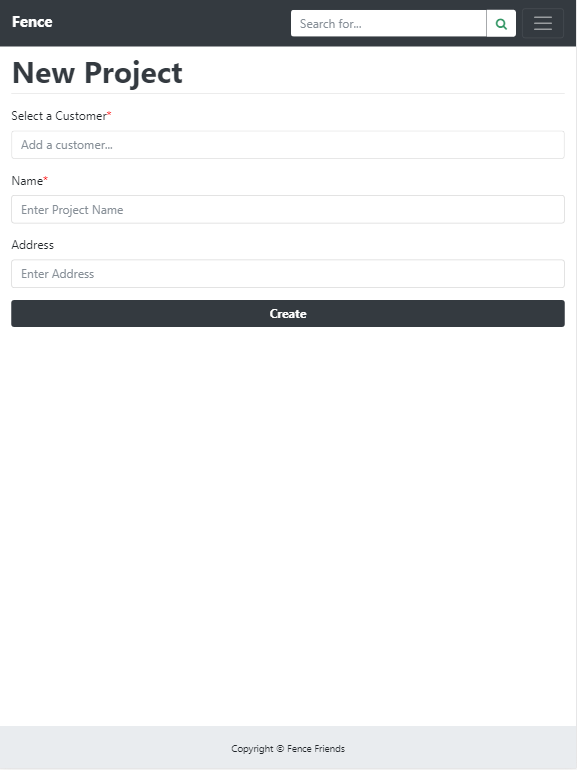 Fence
Search for...
New Project
Select a Customer*
Add a customer...
Name*
Enter Project Name
Address
Enter Address
Create
Copyright © Fence Friends